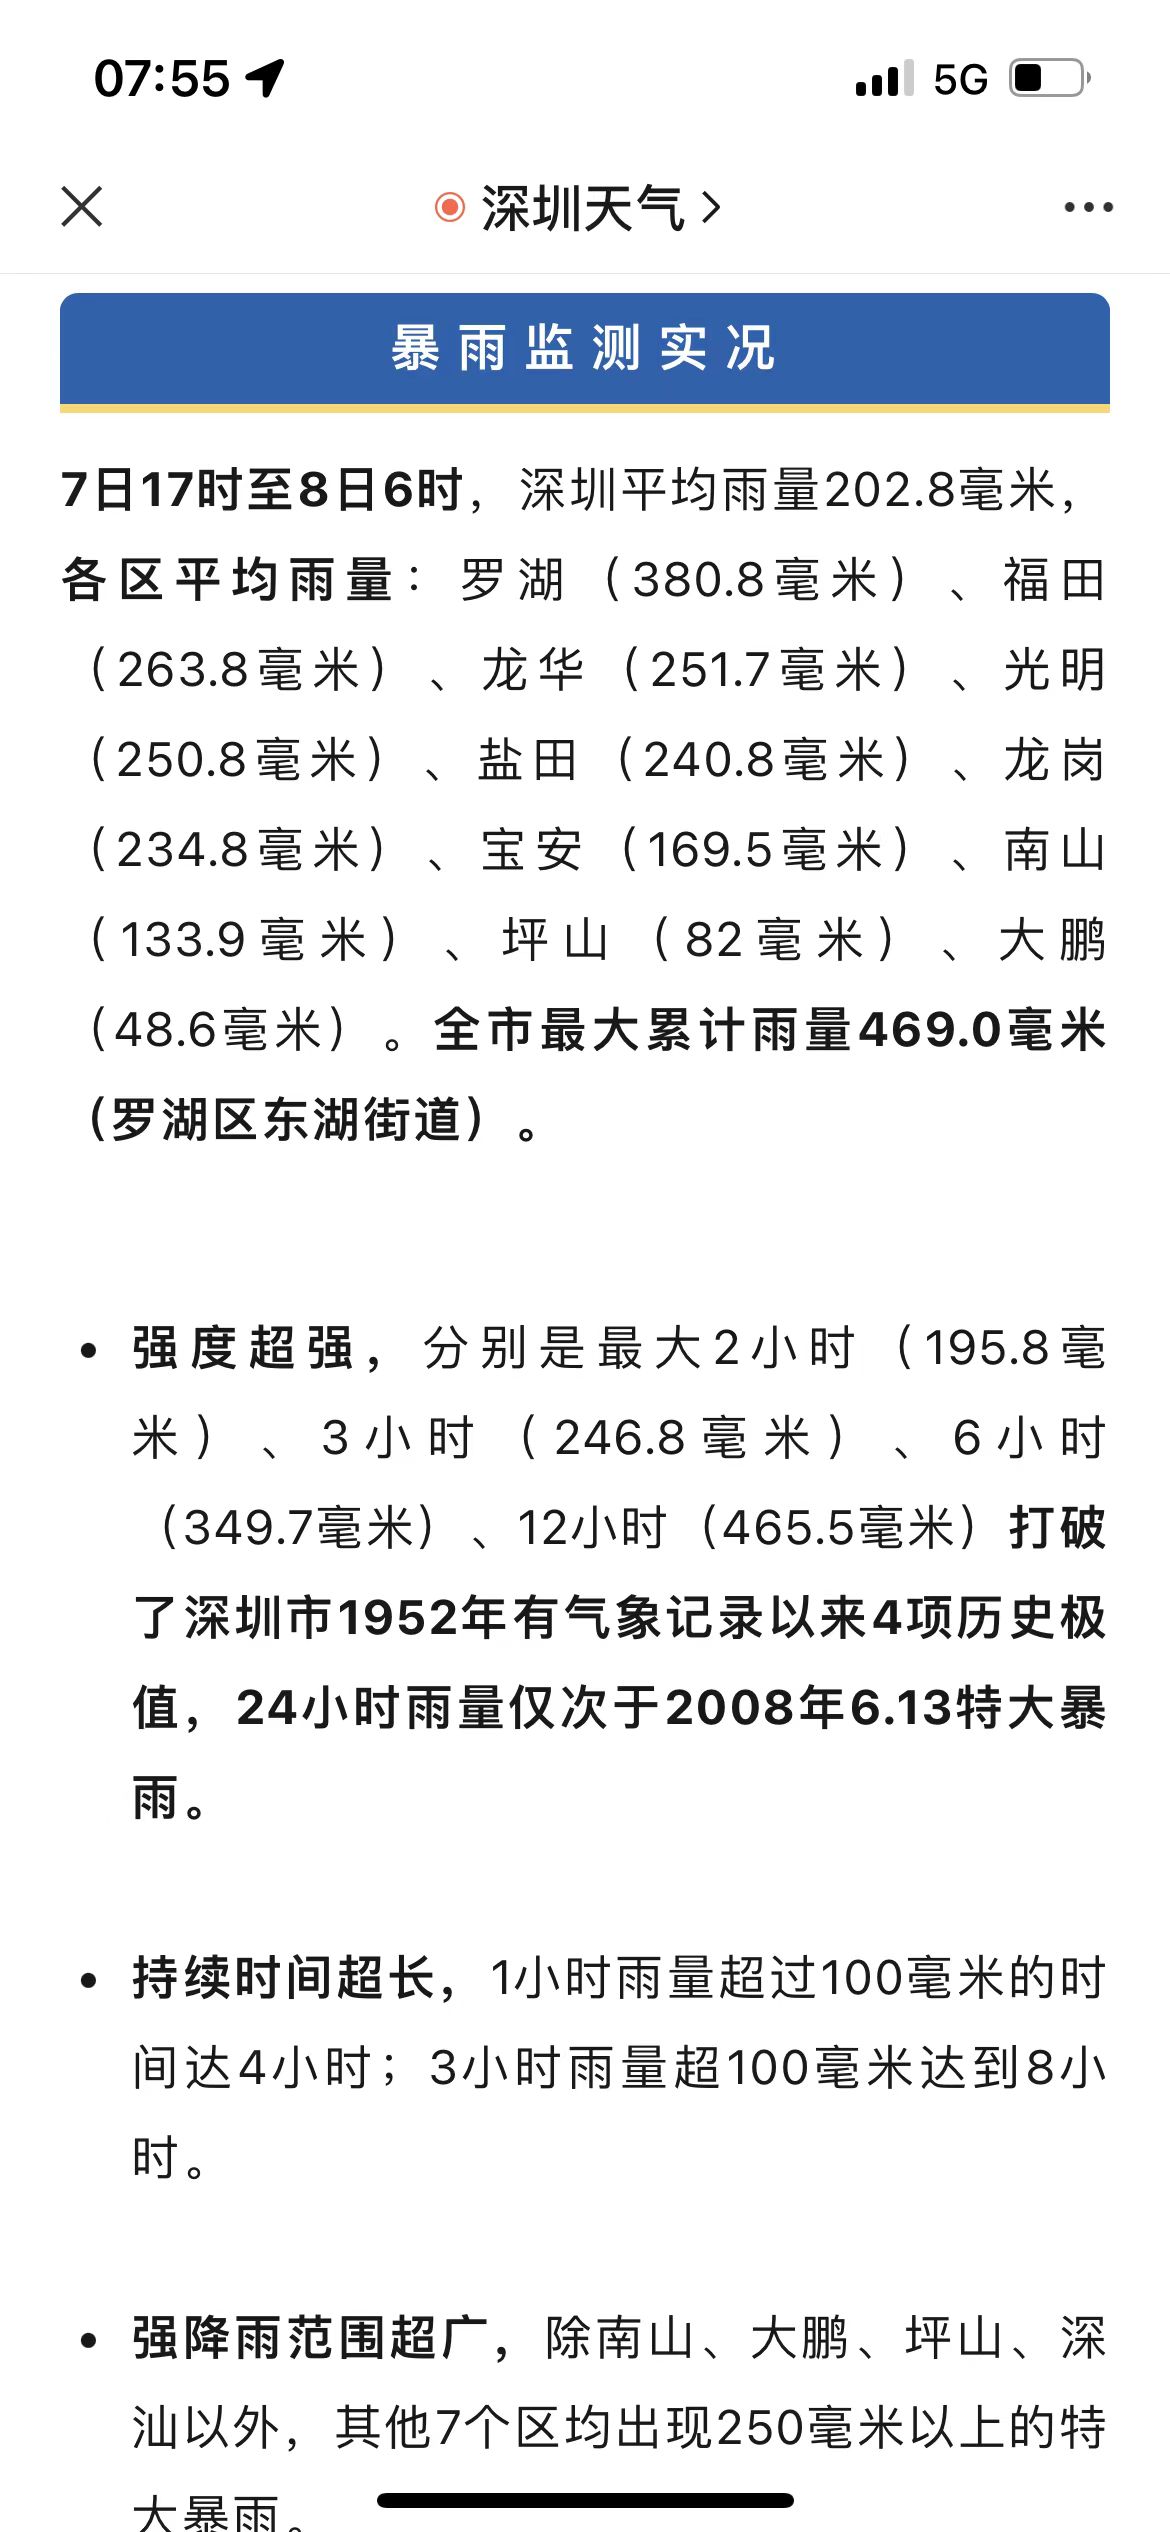 07:55
5G
深圳天气
暴雨监测实况
7日17时至8日6时，深圳平均雨量202.8毫米，
各区平均雨量：罗湖（380.8毫米）、福田
（263.8毫米）、龙华（251.7毫米）、光明
（250.8毫米）、盐田（240.8毫米）、龙岗
（234.8毫米）、宝安（169.5毫米）、南山
（133.9毫米）、坪山（82毫米）、大鹏
（48.6毫米）。全市最大累计雨量469.0毫米
（罗湖区东湖街道）。
• 强度超强，分别是最大2小时（195.8毫
米）、3小时（246.8毫米）、6小时
（349.7毫米）、12小时（465.5毫米）打破
了深圳市1952年有气象记录以来4项历史极
值，24小时雨量仅次于2008年6.13特大暴
雨。
• 持续时间超长，1小时雨量超过100毫米的时
间达4小时；3小时雨量超100毫米达到8小
时。
• 强降雨范围超广，除南山、大鹏、坪山、深
汕以外，其他7个区均出现250毫米以上的特
大暴雨。